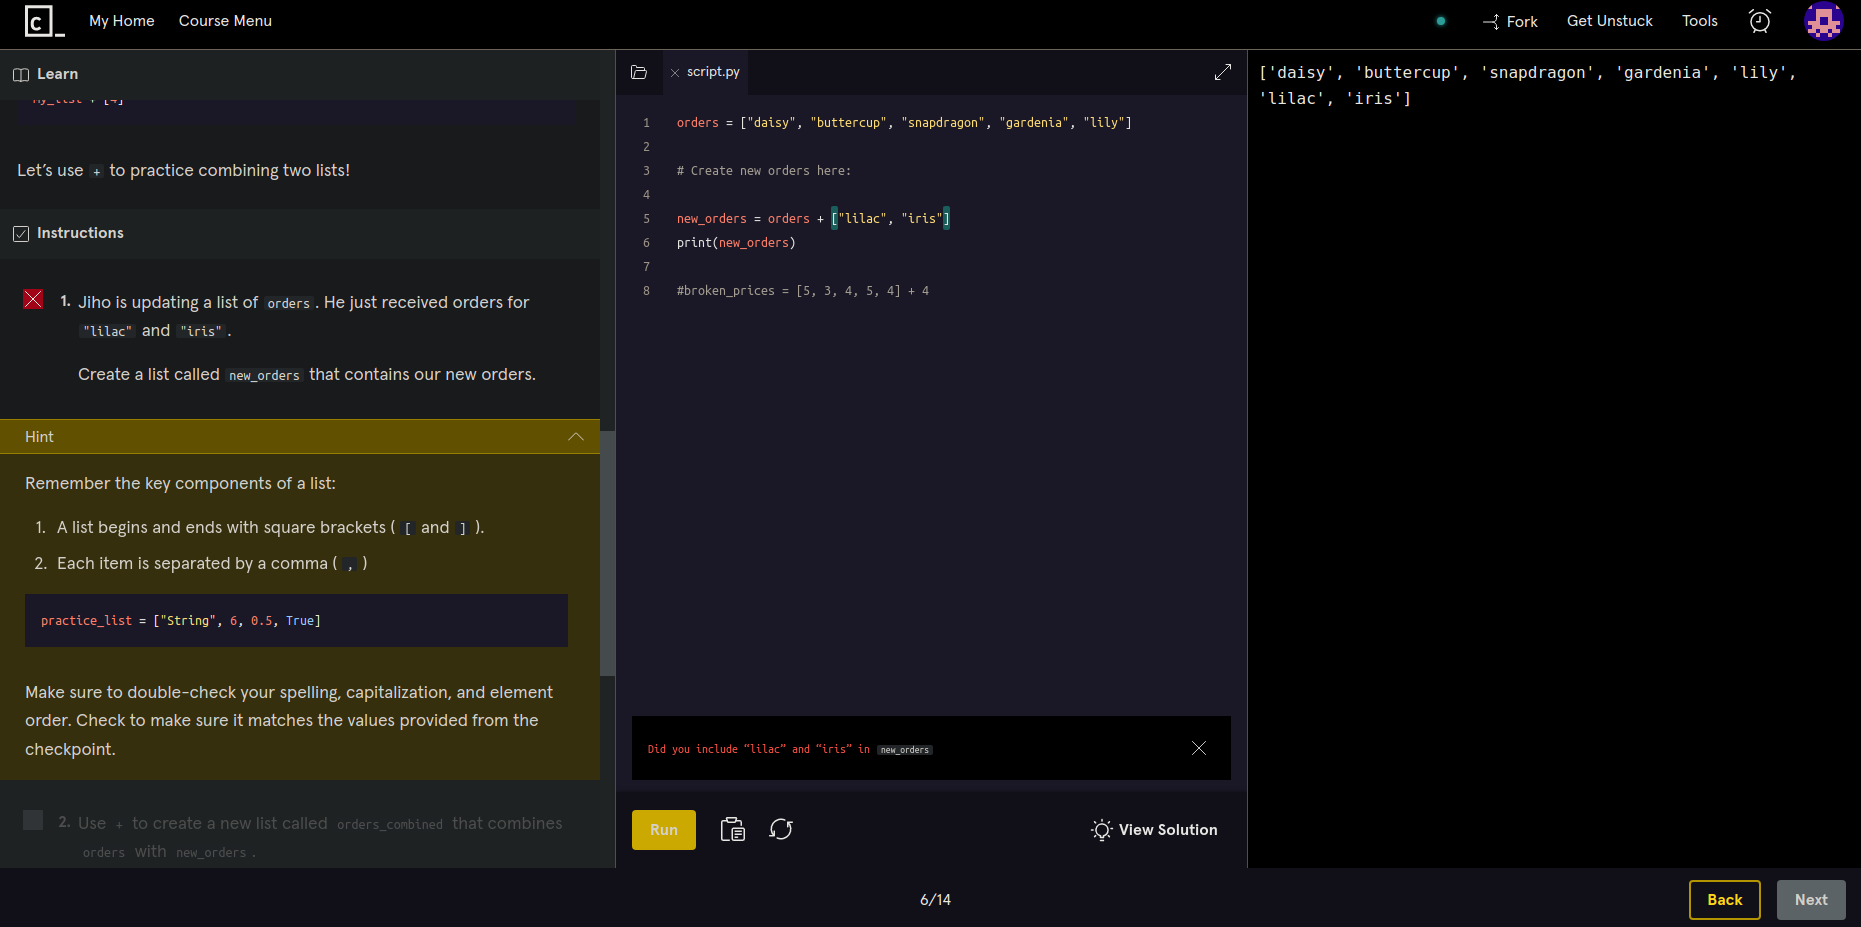 c_
My Home Course Menu Fork Get Unstuck Tools
Learn
my_list + [4]
Let's use + to practice combining two lists!
Instructions
1. Jiho is updating a list of orders. He just received orders for
"lilac" and "iris".
Create a list called new_orders that contains our new orders.
Hint
Remember the key components of a list:
1. A list begins and ends with square brackets ( [ and ] ).
2. Each item is separated by a comma ( , )
practice_list = ["String", 6, 0.5, True]
Make sure to double-check your spelling, capitalization, and element
order. Check to make sure it matches the values provided from the
checkpoint.
2. Use + to create a new list called orders_combined that combines
orders with new_orders.
script.py
1 orders = ["daisy", "buttercup", "snapdragon", "gardenia", "lily"]
2
3 # Create new orders here:
4
5 new_orders = orders + ["lilac", "iris"]
6 print(new_orders)
7
8 #broken_prices = [5, 3, 4, 5, 4] + 4
Did you include “lilac” and “iris” in new_orders
Run View Solution
['daisy', 'buttercup', 'snapdragon', 'gardenia', 'lily',
'lilac', 'iris']
6/14
Back Next